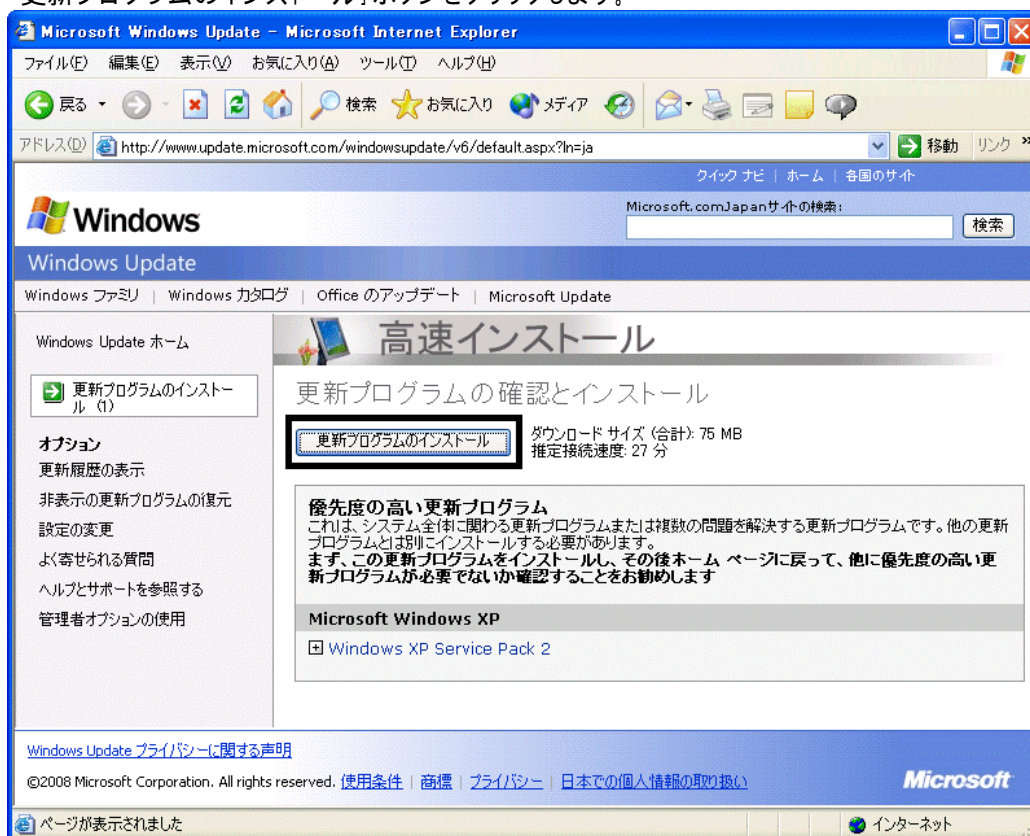 更新プログラムのインストール」ボタンをクリックします。
Microsoft Windows Update - Microsoft Internet Explorer
ファイル(F) 編集(E) 表示(V) お気に入り(A) ツール(T) ヘルプ(H)
戻る 検索 お気に入り メディア
アドレス(D) http://www.update.microsoft.com/windowsupdate/v6/default.aspx?ln=ja 移動 リンク »
クイック ナビ | ホーム | 各国のサイト
Windows
Microsoft.comJapanサイトの検索:
検索
Windows Update
Windows ファミリ | Windows カタログ | Office のアップデート | Microsoft Update
Windows Update ホーム
更新プログラムのインストー
ル (1)
オプション
更新履歴の表示
非表示の更新プログラムの復元
設定の変更
よく寄せられる質問
ヘルプとサポートを参照する
管理者オプションの使用
高速インストール
更新プログラムの確認とインストール
更新プログラムのインストール
ダウンロード サイズ (合計): 75 MB
推定接続速度: 27 分
優先度の高い更新プログラム
これは、システム全体に関わる更新プログラムまたは複数の問題を解決する更新プログラムです。他の更新
プログラムとは別にインストールする必要があります。
まず、この更新プログラムをインストールし、その後ホーム ページに戻って、他に優先度の高い更
新プログラムが必要でないか確認することをお勧めします
Microsoft Windows XP
Windows XP Service Pack 2
Windows Update プライバシーに関する声明
©2008 Microsoft Corporation. All rights reserved. 使用条件 | 商標 | プライバシー | 日本での個人情報の取り扱い
Microsoft
ページが表示されました
インターネット